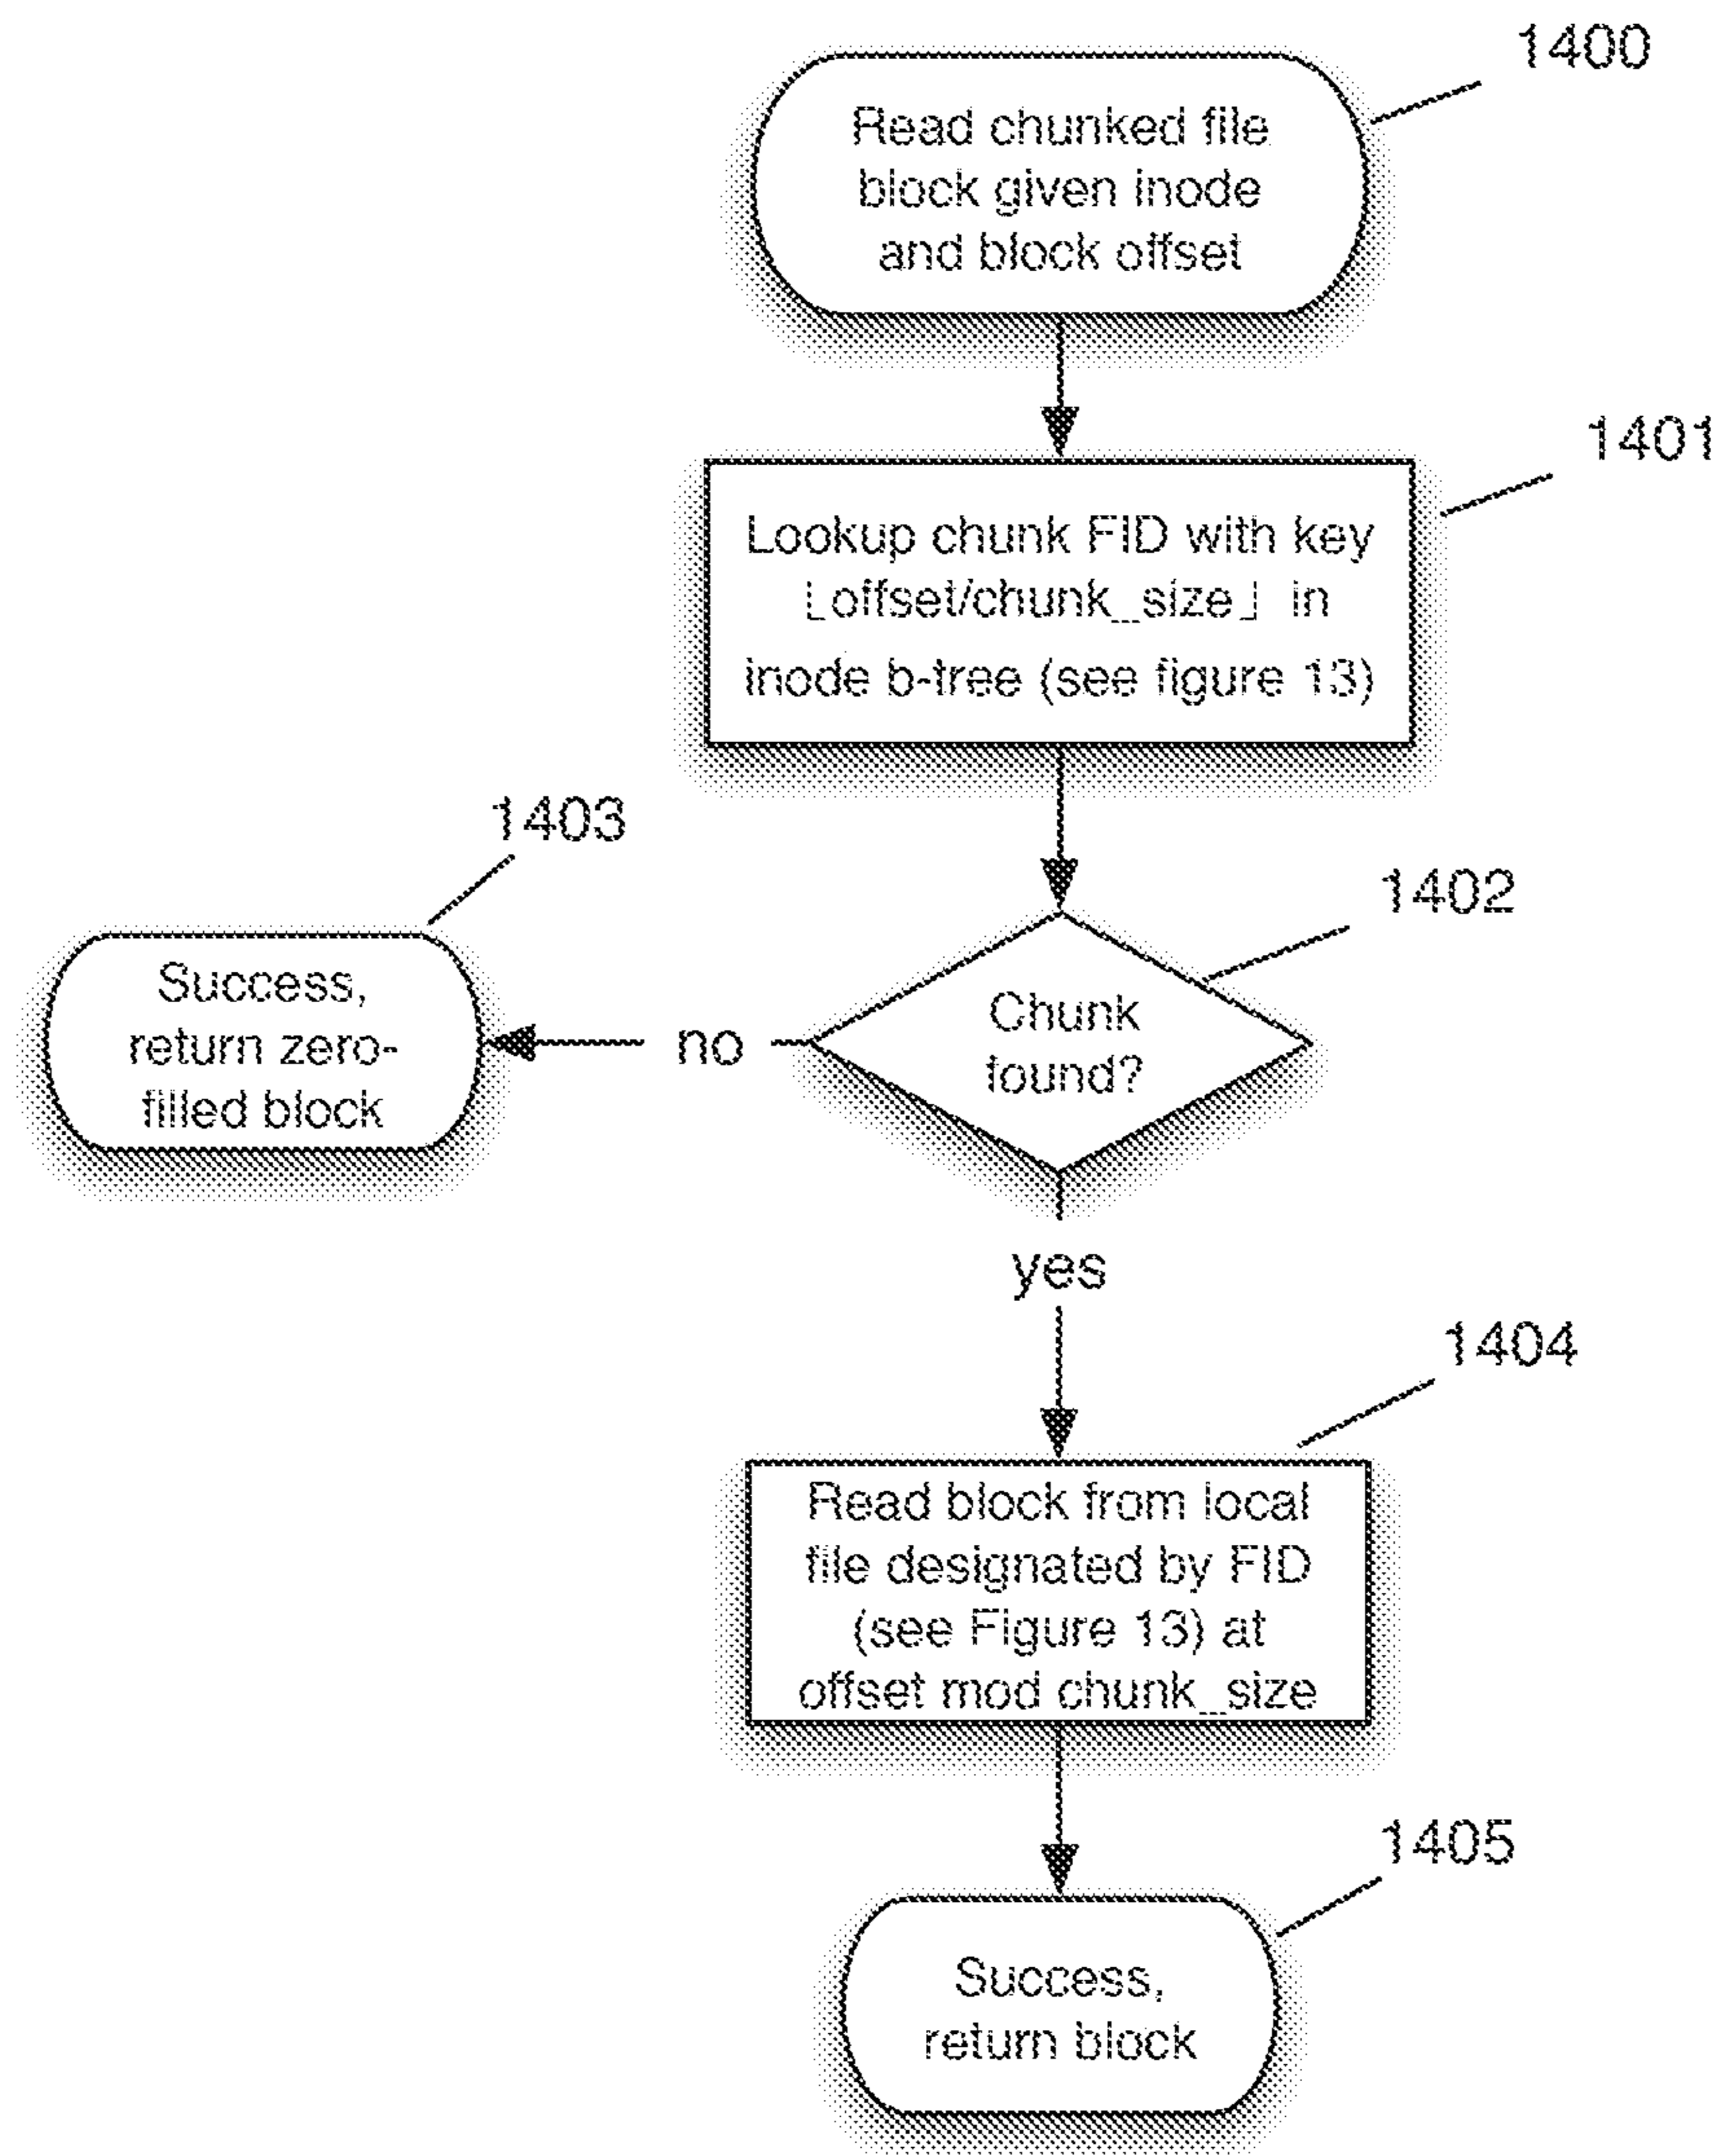 1400
Read chunked file
block given inode
and block offset
1401
Lookup chunk FID with key
⌊offset/chunk_size⌋ in
inode b-tree (see figure 13)
1403
1402
Success,
return zero-
filled block
no
Chunk
found?
yes
1404
Read block from local
file designated by FID
(see Figure 13) at
offset mod chunk_size
1405
Success,
return block